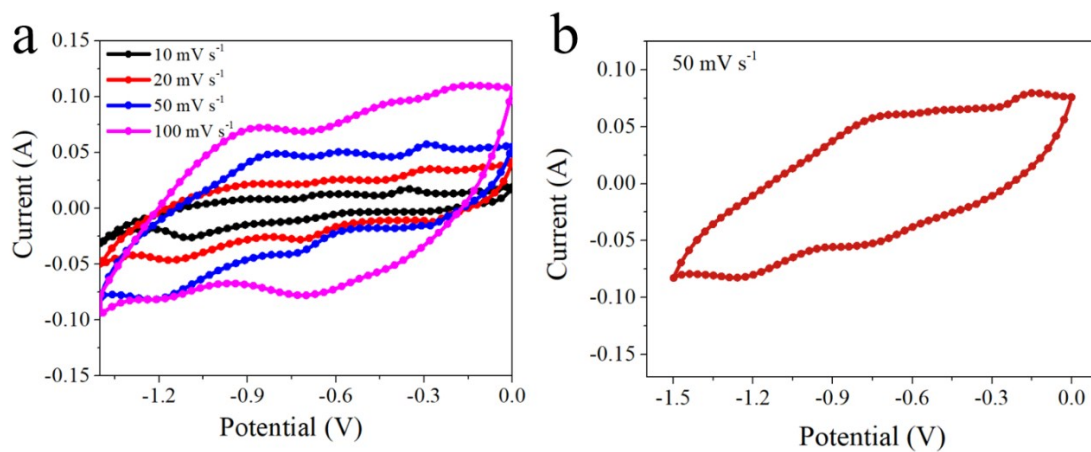 a
0.15
0.10
0.05
0.00
-0.05
-0.10
-0.15
Current (A)
10 mV s⁻¹
20 mV s⁻¹
50 mV s⁻¹
100 mV s⁻¹
-1.2 -0.9 -0.6 -0.3 0.0
Potential (V)
b
50 mV s⁻¹
0.10
0.05
0.00
-0.05
-0.10
-0.15
Current (A)
-1.5 -1.2 -0.9 -0.6 -0.3 0.0
Potential (V)